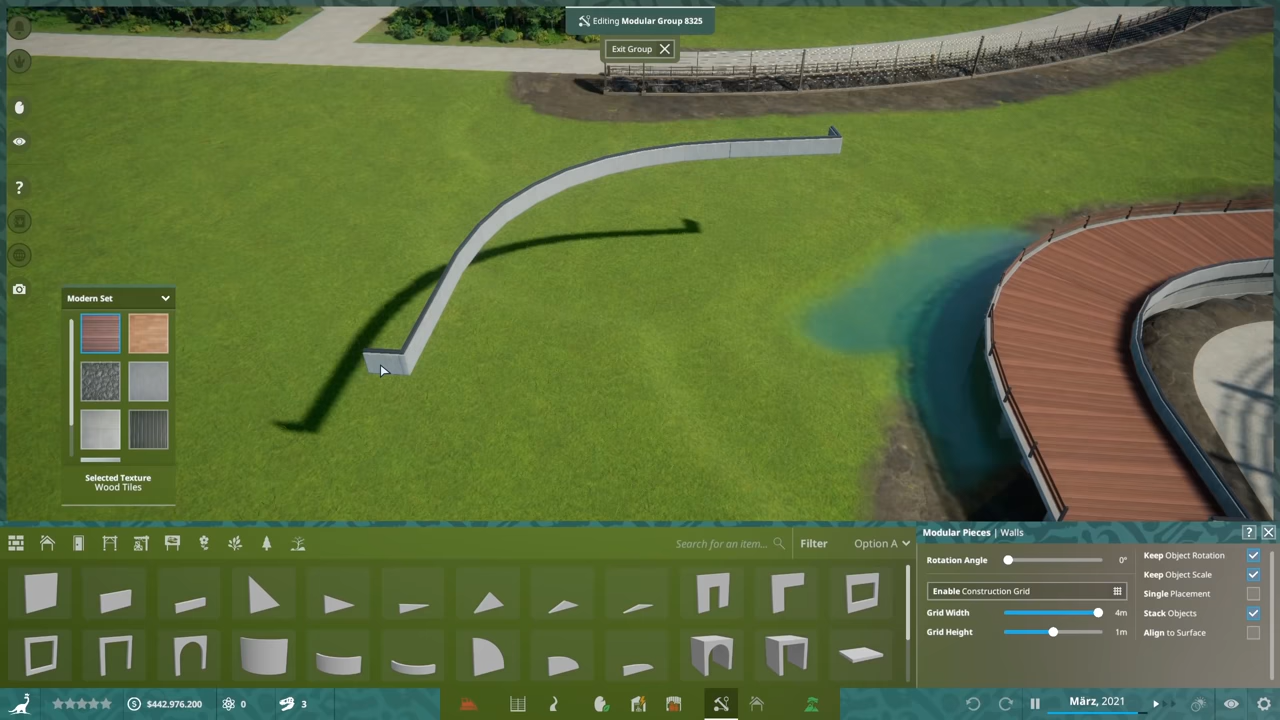 Editing Modular Group 8325
Exit Group
?
Modern Set
Selected Texture
Wood Tiles
Search for an item...
Filter
Option A
Modular Pieces | Walls
?
Rotation Angle
0°
Enable Construction Grid
Grid Width
4m
Grid Height
1m
Keep Object Rotation
Keep Object Scale
Single Placement
Stack Objects
Align to Surface
$442.976.200
0
3
März, 2021